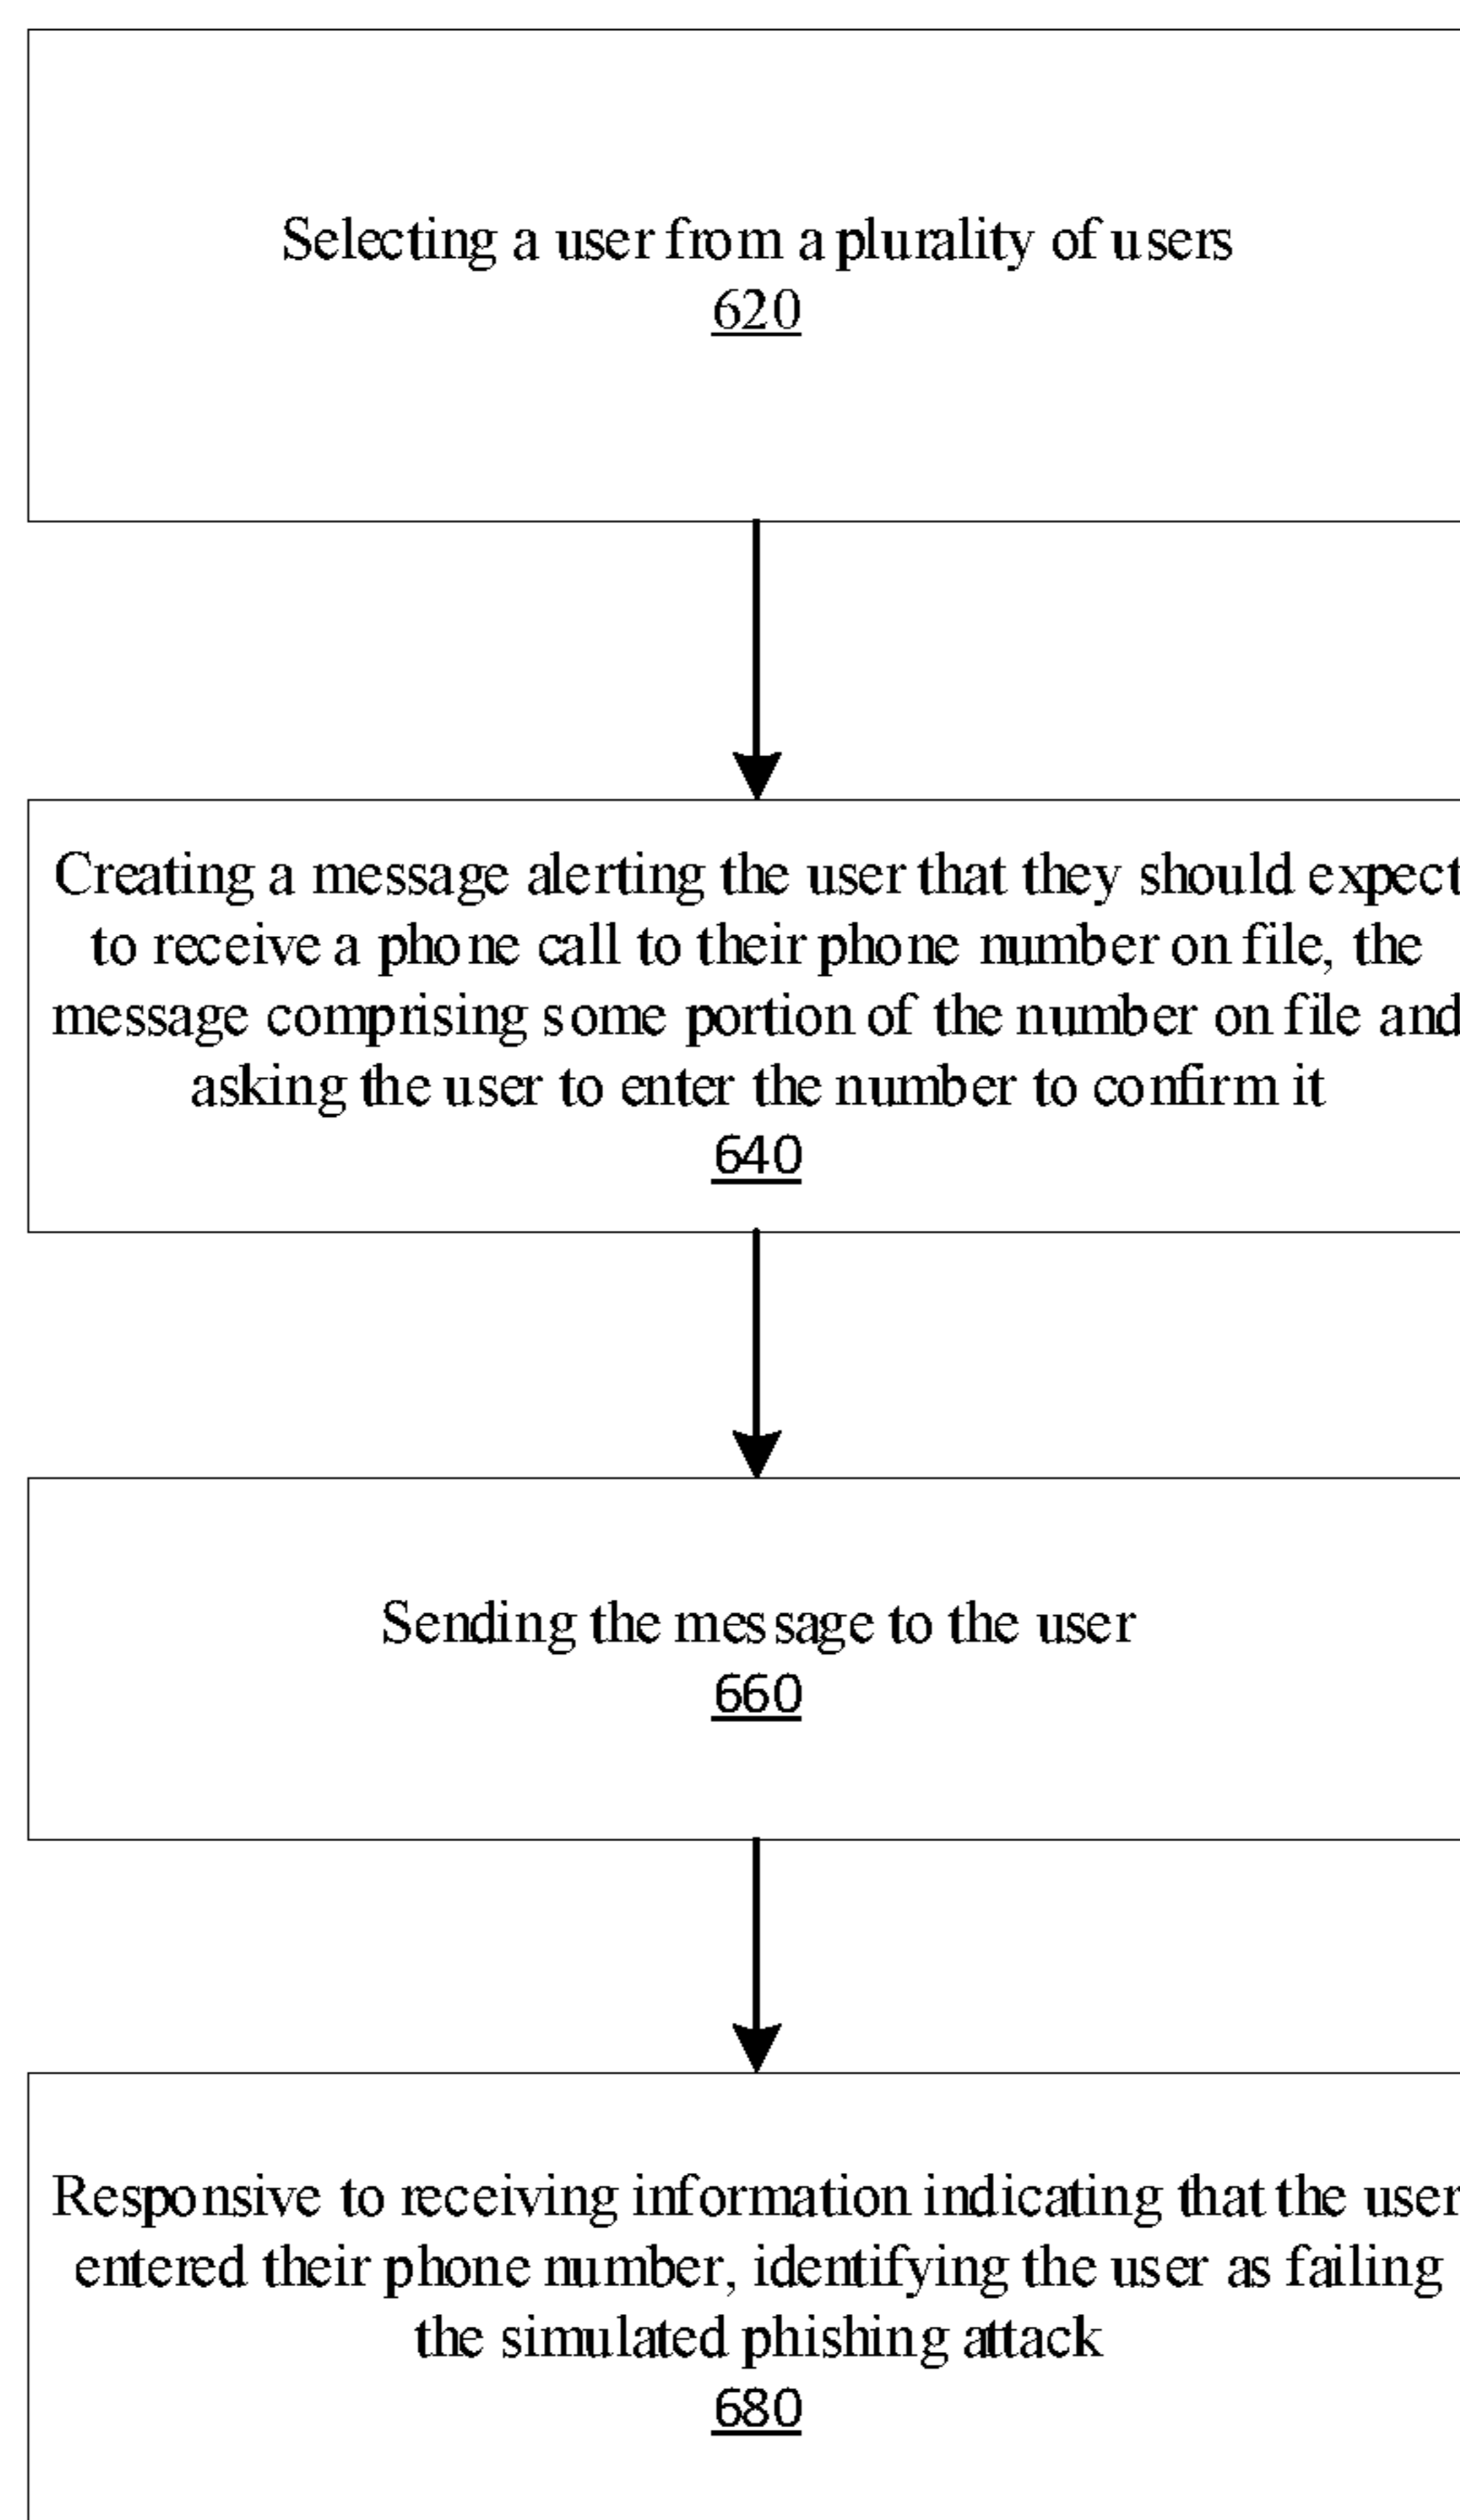 Selecting a user from a plurality of users
620
Creating a message alerting the user that they should expect
to receive a phone call to their phone number on file, the
message comprising some portion of the number on file and
asking the user to enter the number to confirm it
640
Sending the message to the user
660
Responsive to receiving information indicating that the user
entered their phone number, identifying the user as failing
the simulated phishing attack
680